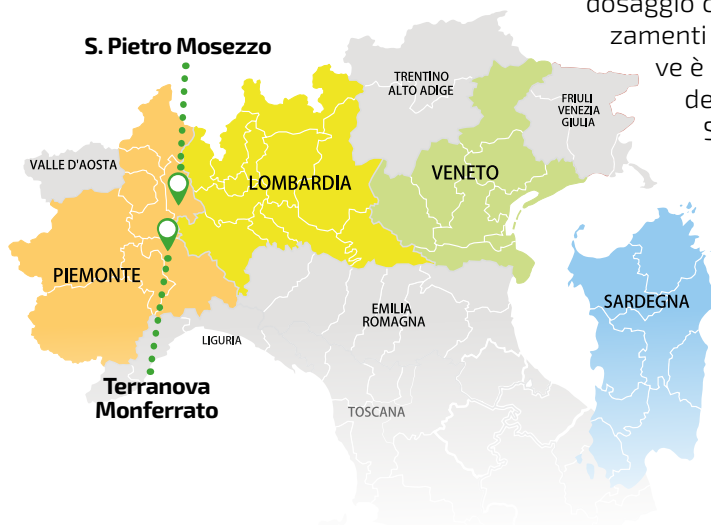 dosaggio
zamenti
ve è
de
S. Pietro Mosezzo
TRENTINO
ALTO ADIGE
FRIULI
VENEZIA
GIULIA
VALLE D'AOSTA
LOMBARDIA
VENETO
PIEMONTE
SARDEGNA
EMILIA
ROMAGNA
LIGURIA
Terranova
Monferrato
TOSCANA